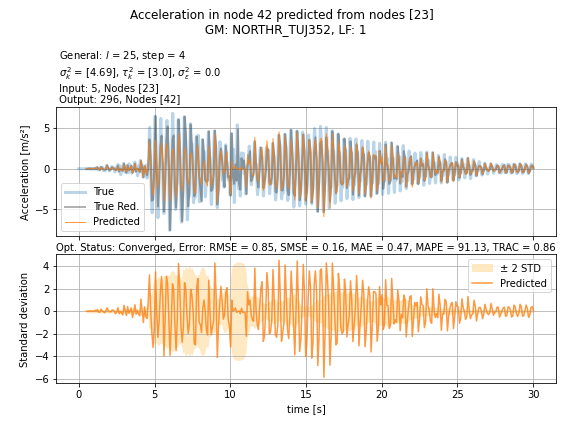 Acceleration in node 42 predicted from nodes [23]
GM: NORTHR_TUJ352, LF: 1
General: l = 25, step = 4
σ²ₖ = [4.69], τ²ₖ = [3.0], σ²ε = 0.0
Input: 5, Nodes [23]
Output: 296, Nodes [42]
Acceleration [m/s²]
5
0
−5
True
True Red.
Predicted
Opt. Status: Converged, Error: RMSE = 0.85, SMSE = 0.16, MAE = 0.47, MAPE = 91.13, TRAC = 0.86
Standard deviation
4
2
0
−2
−4
−6
± 2 STD
Predicted
0 5 10 15 20 25 30
time [s]